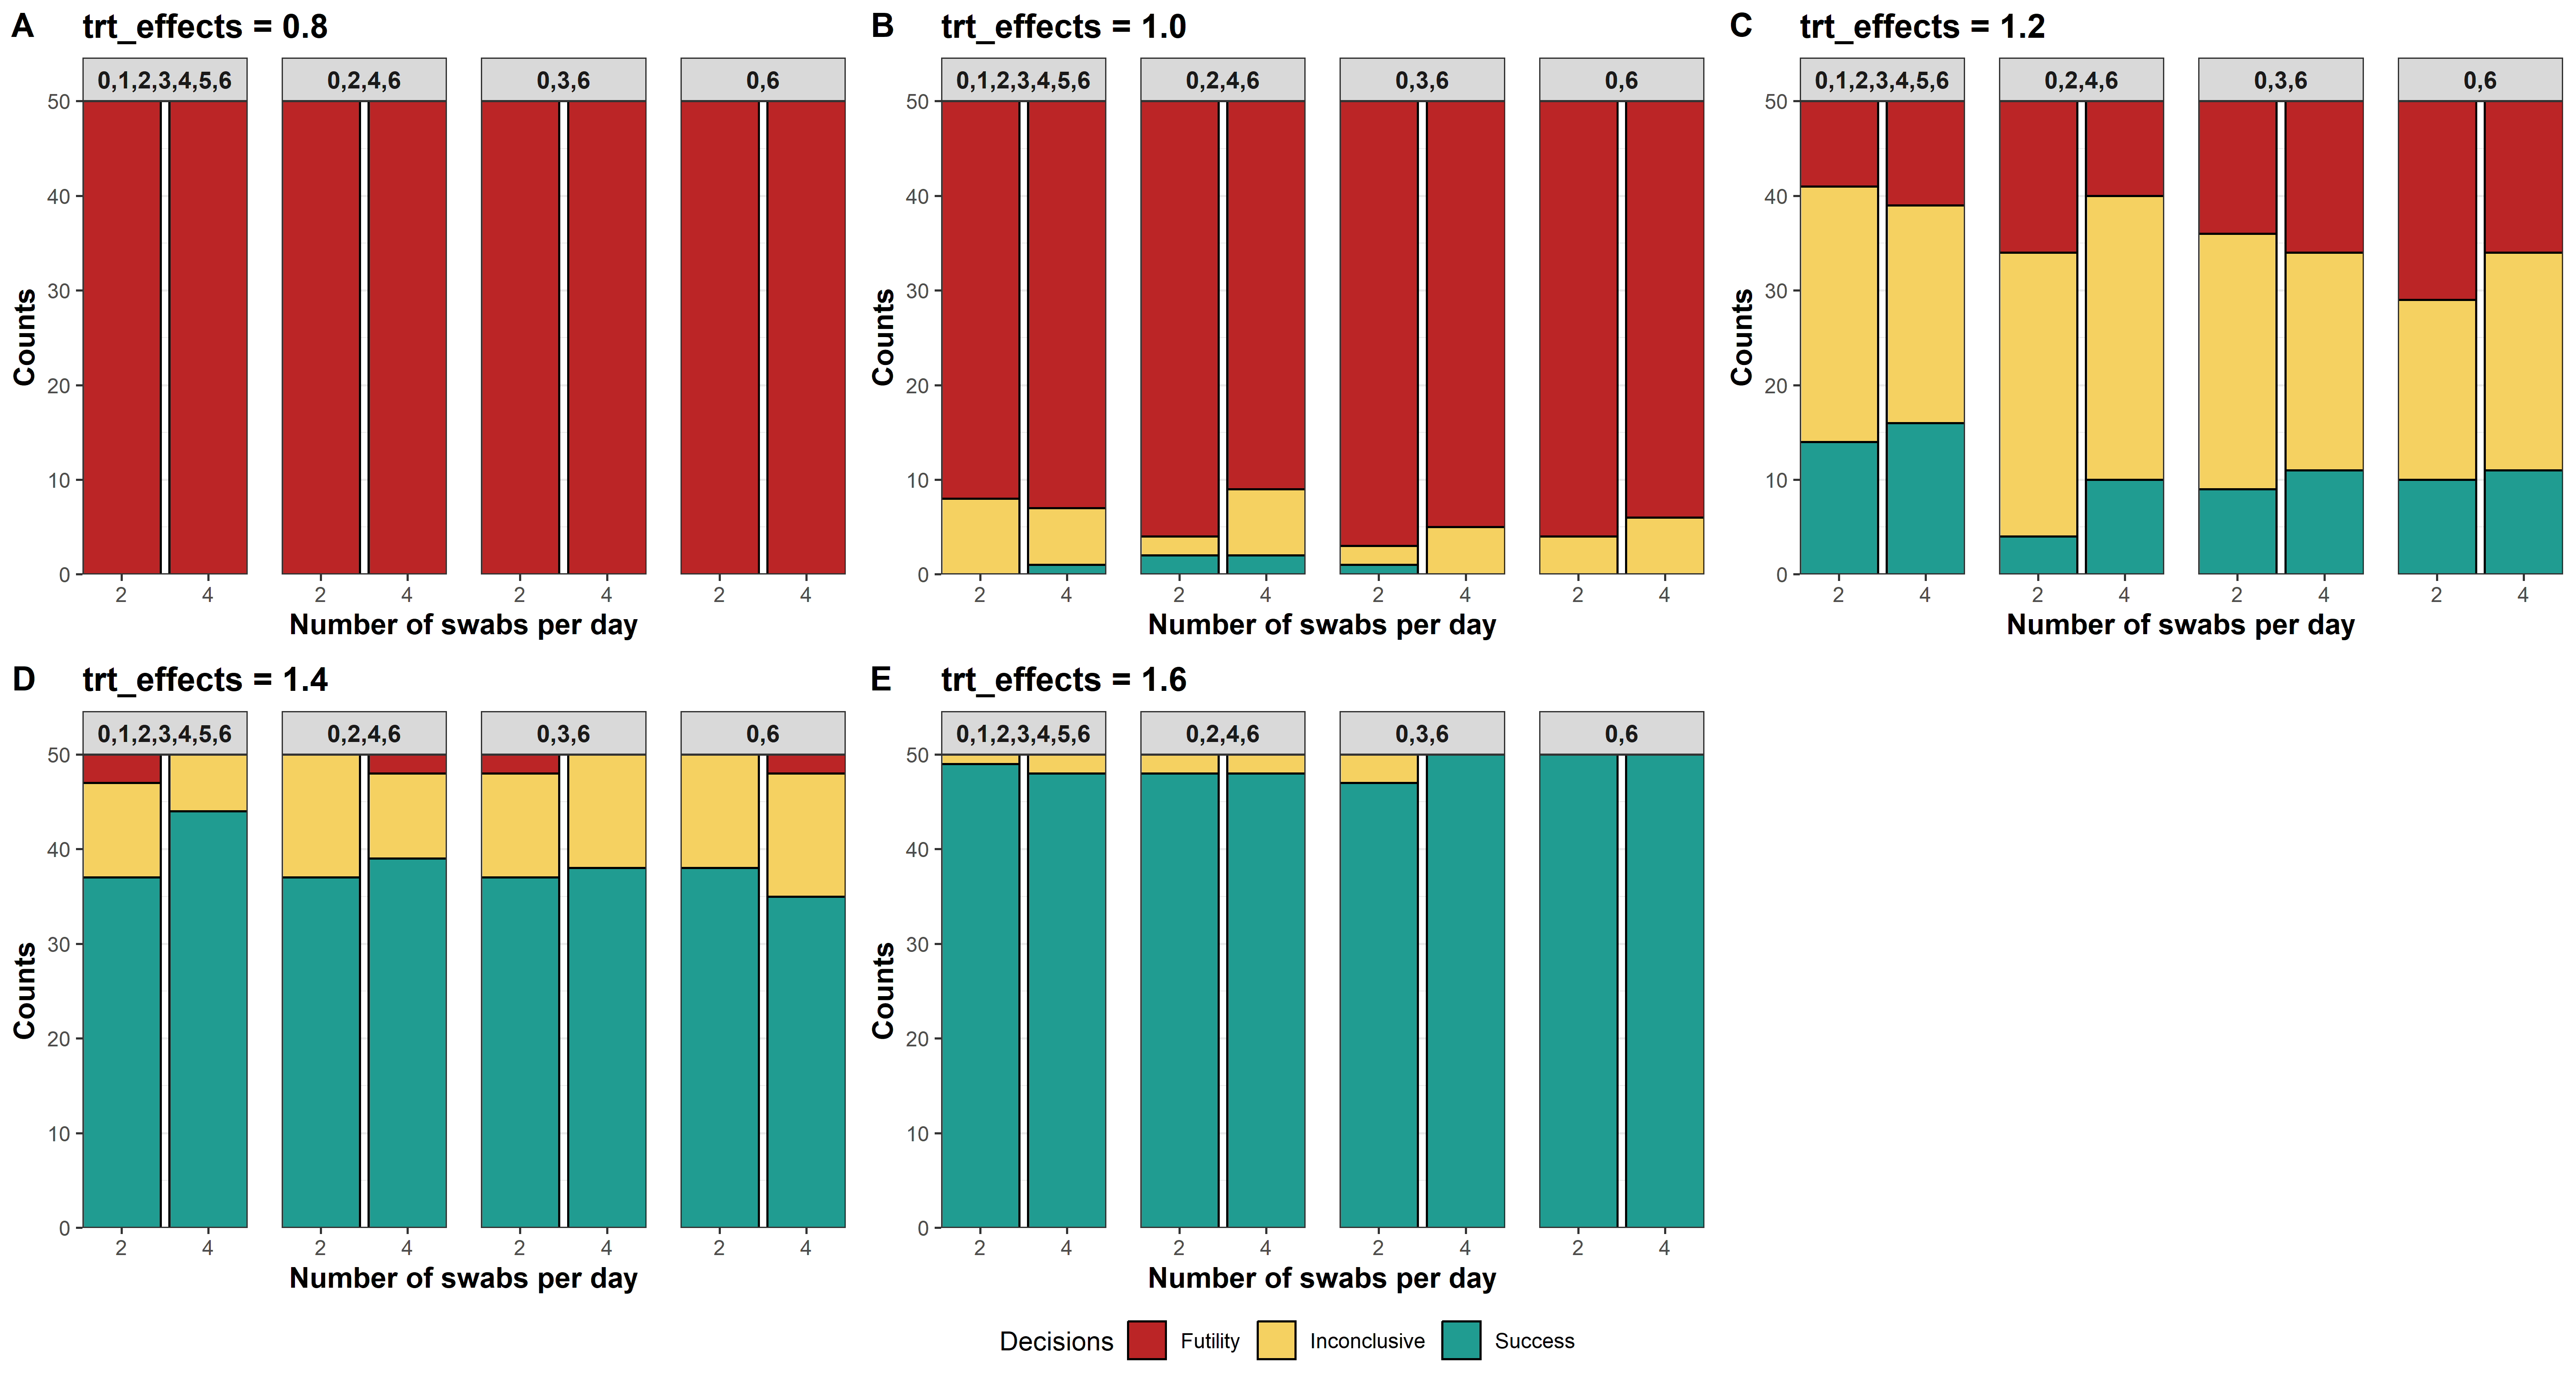 A trt_effects = 0.8
0,1,2,3,4,5,6 0,2,4,6 0,3,6 0,6
Counts
50
40
30
20
10
0
2 4 2 4 2 4 2 4
Number of swabs per day
B trt_effects = 1.0
0,1,2,3,4,5,6 0,2,4,6 0,3,6 0,6
Counts
50
40
30
20
10
0
2 4 2 4 2 4 2 4
Number of swabs per day
C trt_effects = 1.2
0,1,2,3,4,5,6 0,2,4,6 0,3,6 0,6
Counts
50
40
30
20
10
0
2 4 2 4 2 4 2 4
Number of swabs per day
D trt_effects = 1.4
0,1,2,3,4,5,6 0,2,4,6 0,3,6 0,6
Counts
50
40
30
20
10
0
2 4 2 4 2 4 2 4
Number of swabs per day
E trt_effects = 1.6
0,1,2,3,4,5,6 0,2,4,6 0,3,6 0,6
Counts
50
40
30
20
10
0
2 4 2 4 2 4 2 4
Number of swabs per day
Decisions Futility Inconclusive Success